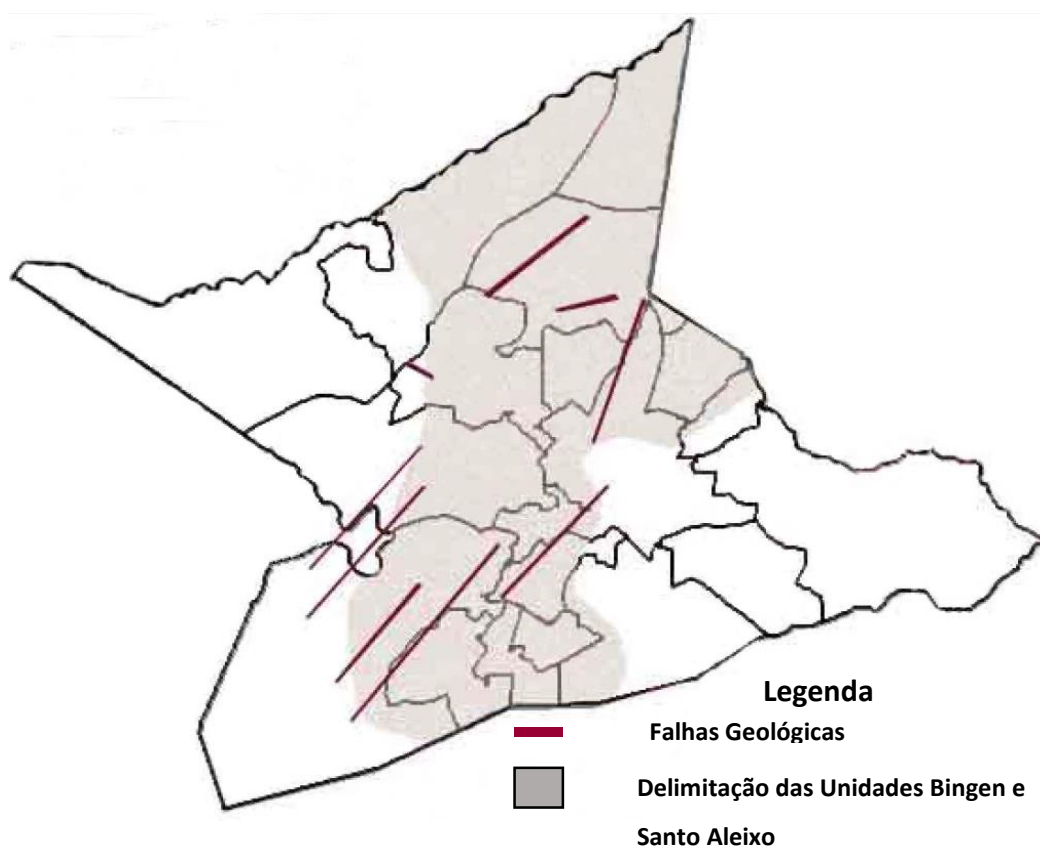 Legenda
Falhas Geológicas
Delimitação das Unidades Bingen e
Santo Aleixo